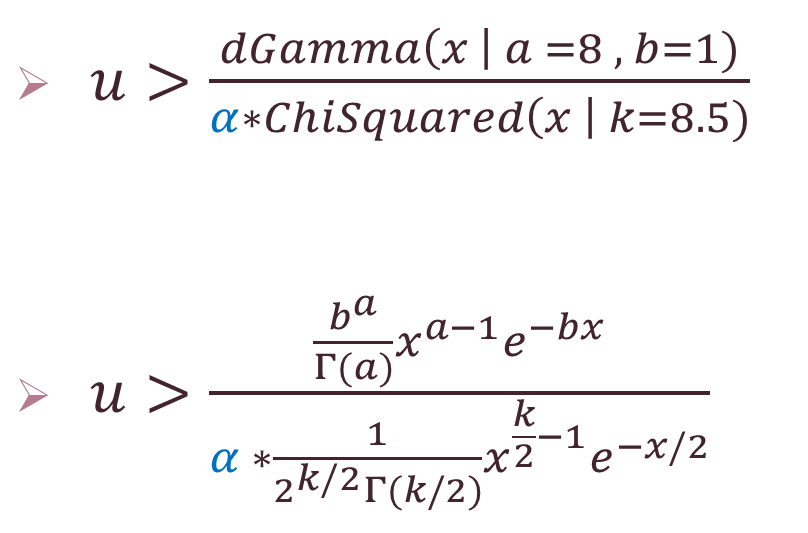 ➢ u > dGamma(x | a =8 , b=1) / α*ChiSquared(x | k=8.5)
➢ u > b^a/Γ(a) x^(a−1) e^(−bx) / α * 1/(2^(k/2) Γ(k/2)) x^(k/2 −1) e^(−x/2)